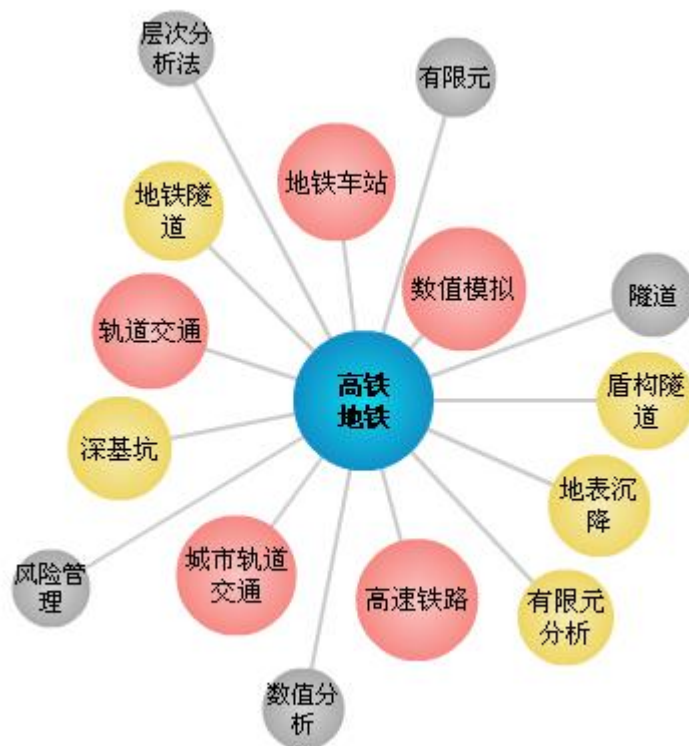 层次分
析法
有限元
地铁车站
地铁隧
道
数值模拟
隧道
轨道交通
高铁
地铁
盾构隧
道
深基坑
地表沉
降
风险管
理
城市轨道
交通
高速铁路
有限元
分析
数值分
析